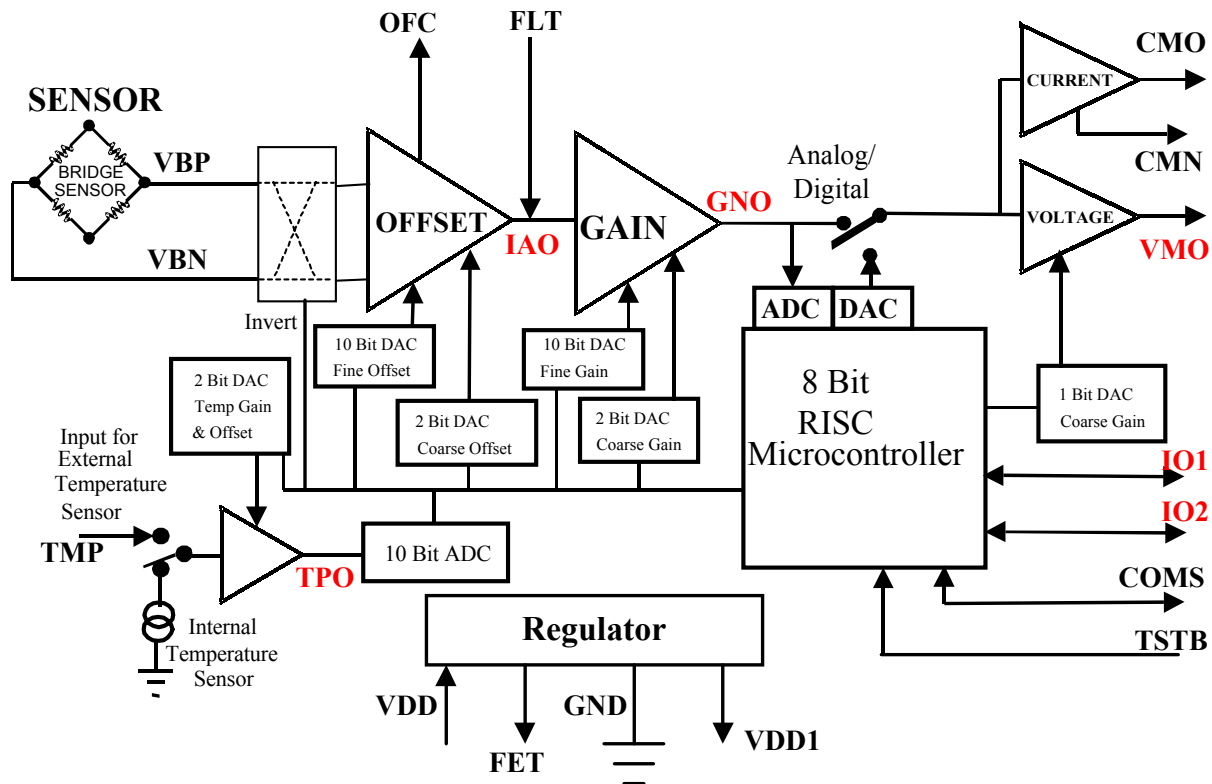 OFC
FLT
CMO
SENSOR
CURRENT
BRIDGE
SENSOR
VBP
Analog/
Digital
CMN
OFFSET
IAO
GAIN
GNO
VOLTAGE
VMO
VBN
ADC
DAC
Invert
10 Bit DAC
Fine Offset
10 Bit DAC
Fine Gain
2 Bit DAC
Temp Gain
& Offset
2 Bit DAC
Coarse Offset
2 Bit DAC
Coarse Gain
8 Bit
RISC
Microcontroller
1 Bit DAC
Coarse Gain
Input for
External
Temperature
Sensor
TMP
TPO
10 Bit ADC
IO1
IO2
COMS
TSTB
Internal
Temperature
Sensor
Regulator
VDD
FET
GND
VDD1